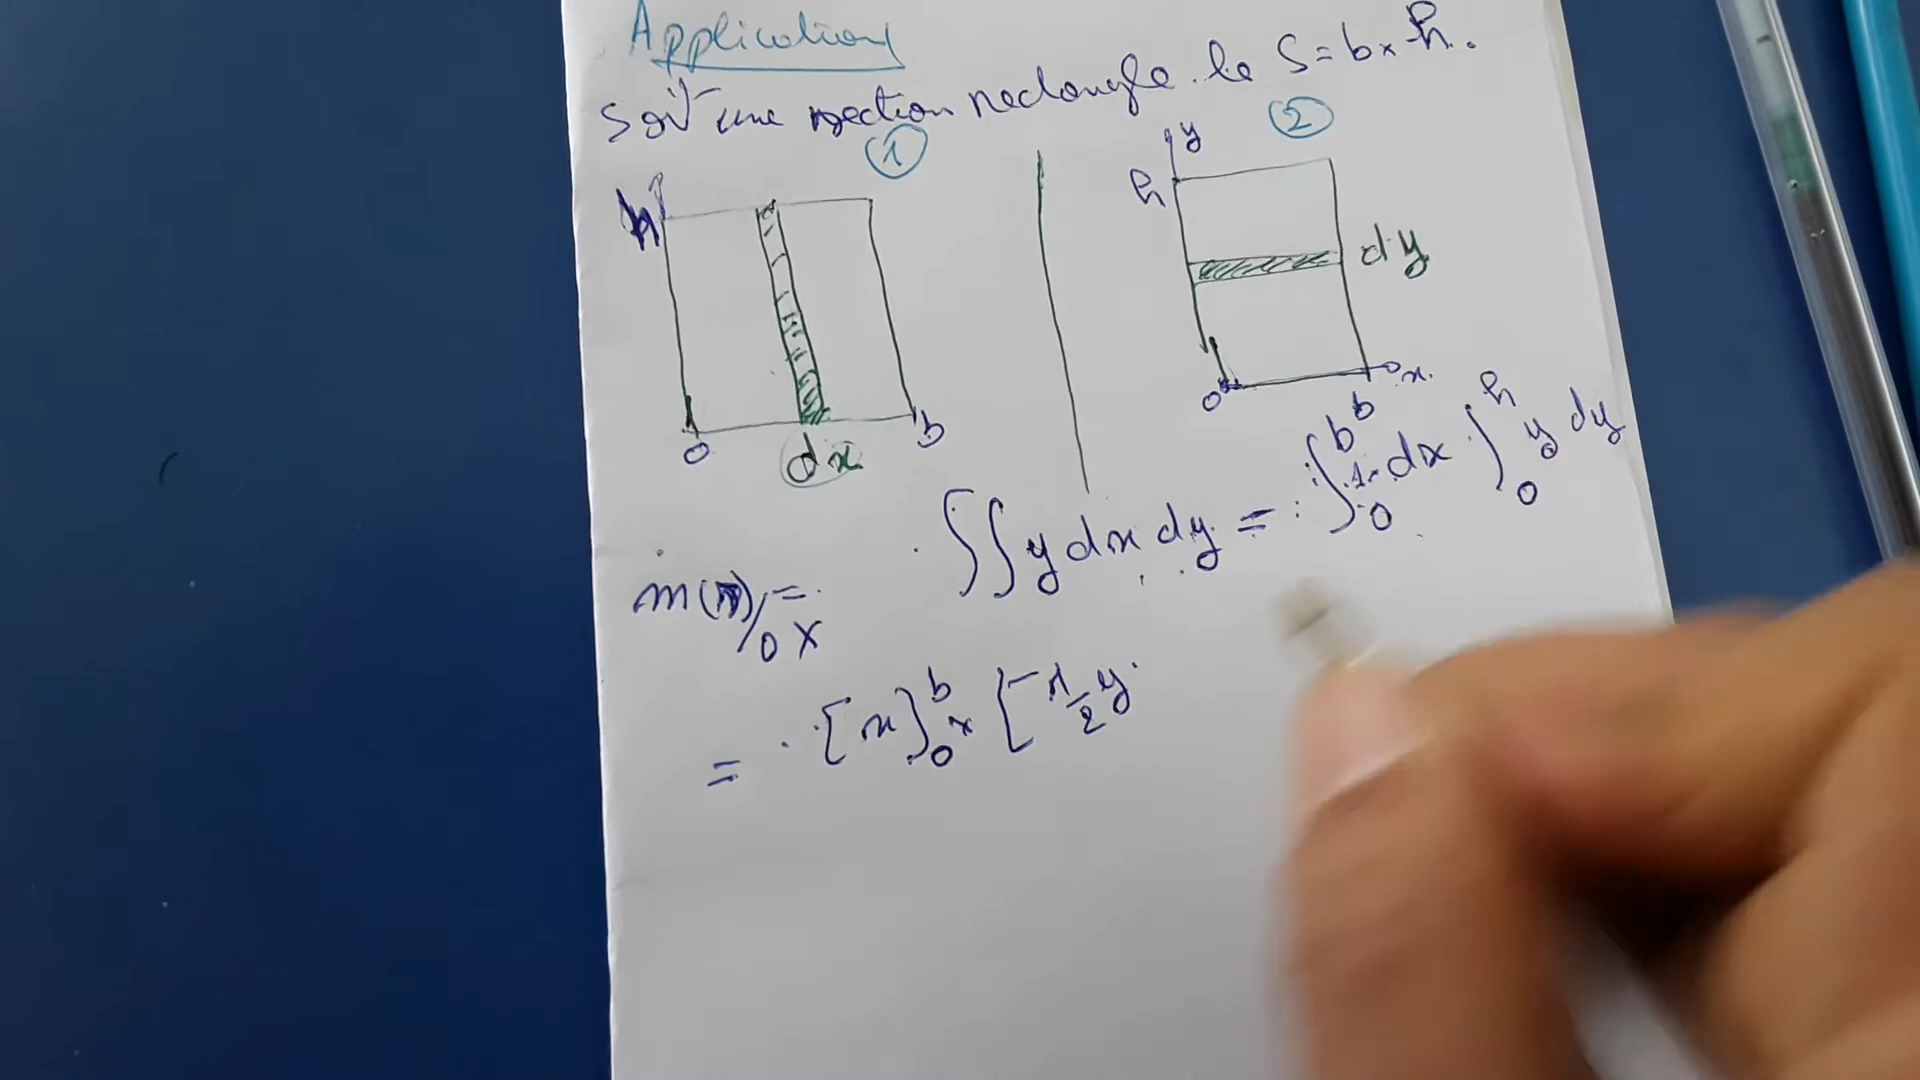 Application
Soit une section rectangle. de S = b × h.
① ②
h
0 dx b
y
h
dy
0 b x
m( )/0X = ∫∫ y dx dy = ∫₀ᵇ 1· dx ∫₀ʰ y dy
= [x]₀ᵇ × [ 1/2 y